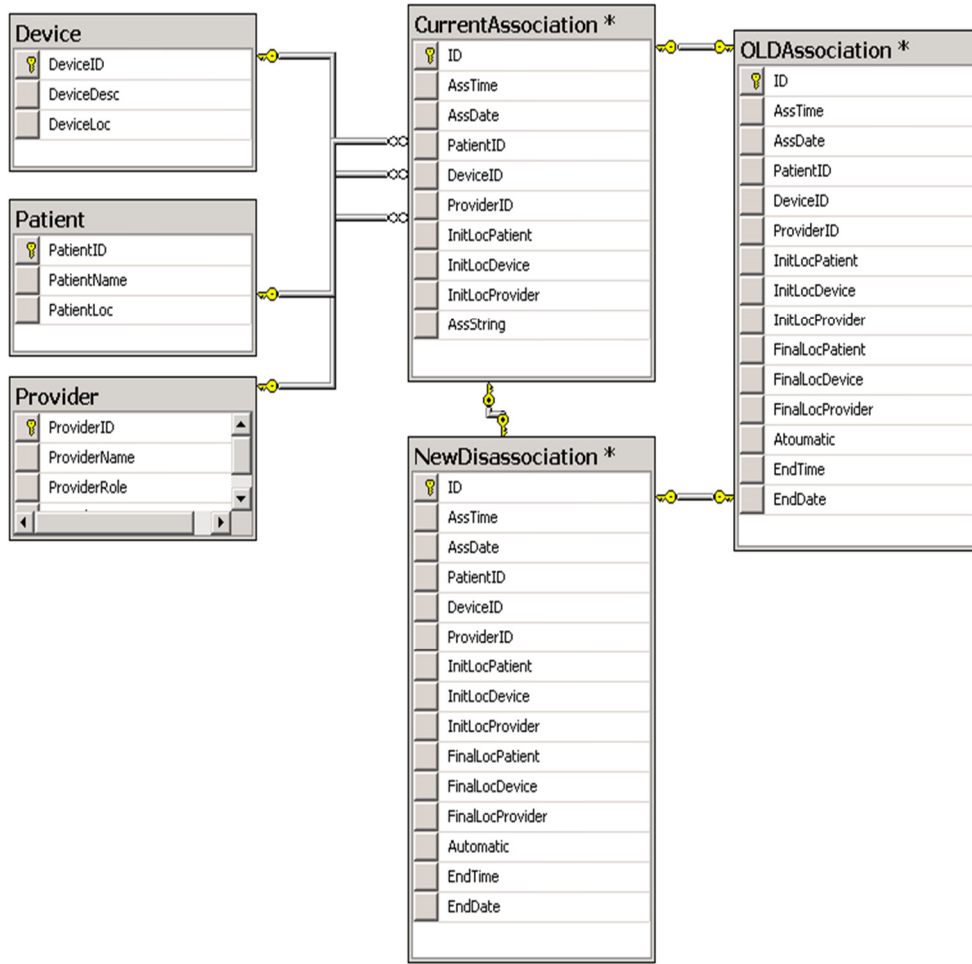 Device
DeviceID
DeviceDesc
DeviceLoc
Patient
PatientID
PatientName
PatientLoc
Provider
ProviderID
ProviderName
ProviderRole
CurrentAssociation *
ID
AssTime
AssDate
PatientID
DeviceID
ProviderID
InitLocPatient
InitLocDevice
InitLocProvider
AssString
NewDisassociation *
ID
AssTime
AssDate
PatientID
DeviceID
ProviderID
InitLocPatient
InitLocDevice
InitLocProvider
FinalLocPatient
FinalLocDevice
FinalLocProvider
Automatic
EndTime
EndDate
OLDAssociation *
ID
AssTime
AssDate
PatientID
DeviceID
ProviderID
InitLocPatient
InitLocDevice
InitLocProvider
FinalLocPatient
FinalLocDevice
FinalLocProvider
Atoumatic
EndTime
EndDate